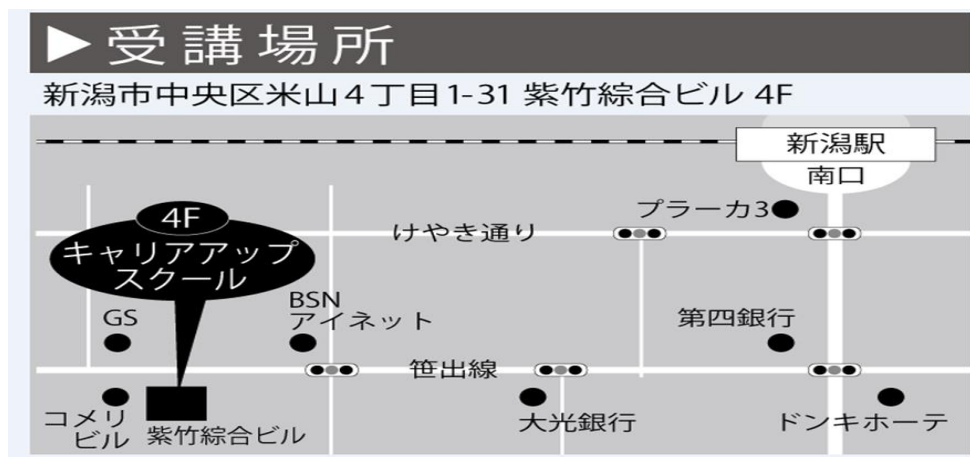 ▶受講場所
新潟市中央区米山4丁目1-31 紫竹綜合ビル 4F
新潟駅
南口
プラーカ3
けやき通り
4F
キャリアアップ
スクール
GS
BSN
アイネット
第四銀行
笹出線
コメリ
ビル
紫竹綜合ビル
大光銀行
ドンキホーテ